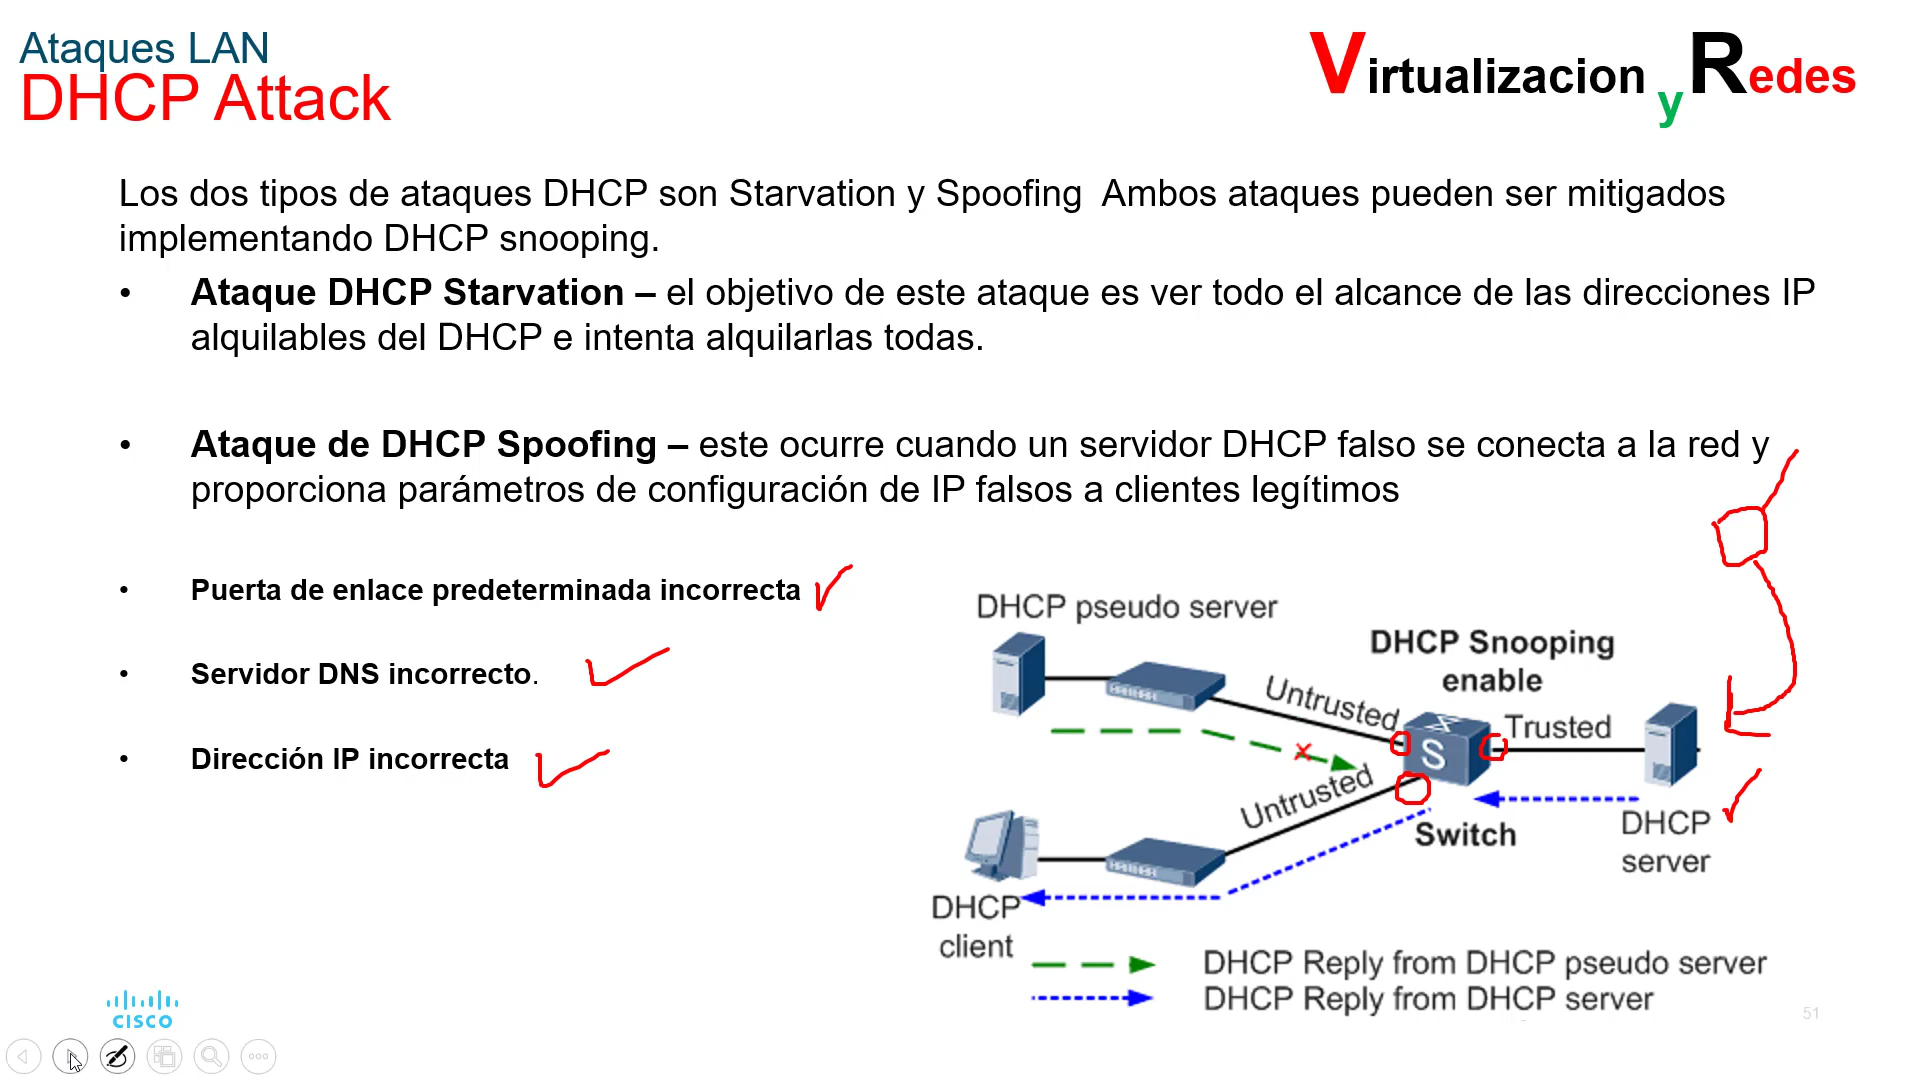 Ataques LAN
DHCP Attack
Virtualizacion y Redes
Los dos tipos de ataques DHCP son Starvation y Spoofing  Ambos ataques pueden ser mitigados
implementando DHCP snooping.
• Ataque DHCP Starvation – el objetivo de este ataque es ver todo el alcance de las direcciones IP
alquilables del DHCP e intenta alquilarlas todas.
• Ataque de DHCP Spoofing – este ocurre cuando un servidor DHCP falso se conecta a la red y
proporciona parámetros de configuración de IP falsos a clientes legítimos
• Puerta de enlace predeterminada incorrecta
• Servidor DNS incorrecto.
• Dirección IP incorrecta
DHCP pseudo server
DHCP Snooping
enable
Untrusted
Trusted
S
Untrusted
Switch
DHCP
server
DHCP
client
DHCP Reply from DHCP pseudo server
DHCP Reply from DHCP server
CISCO
51